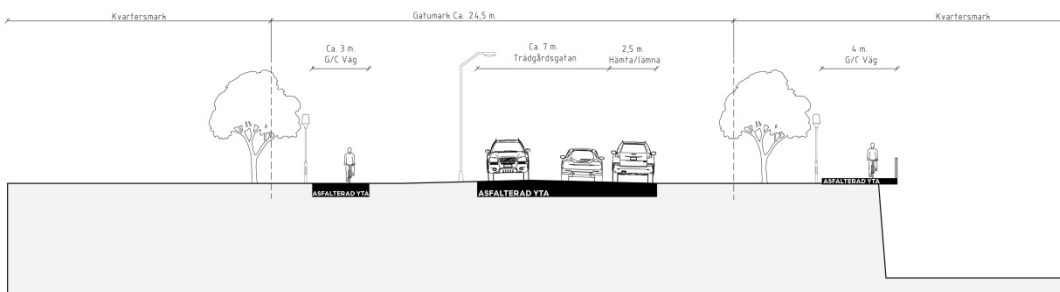 Kvartersmark
Gatumark Ca. 24,5 m.
Kvartersmark
Ca. 3 m.
G/C Väg
Ca. 7 m.
Trädgårdsgatan
2,5 m.
Hämta/lämna
4 m.
G/C Väg
ASFALTERAD YTA
ASFALTERAD YTA
ASFALTERAD YTA